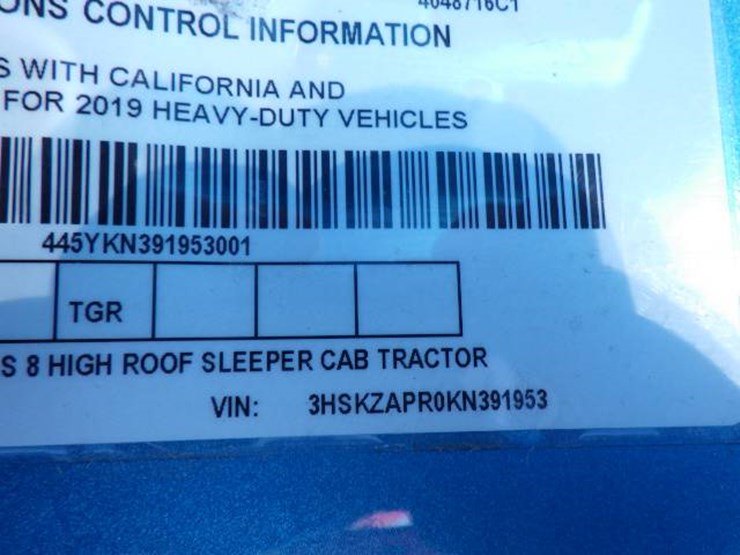 4048716C1
ONS CONTROL INFORMATION
S WITH CALIFORNIA AND
FOR 2019 HEAVY-DUTY VEHICLES
445YKN391953001
TGR
S 8 HIGH ROOF SLEEPER CAB TRACTOR
VIN: 3HSKZAPR0KN391953